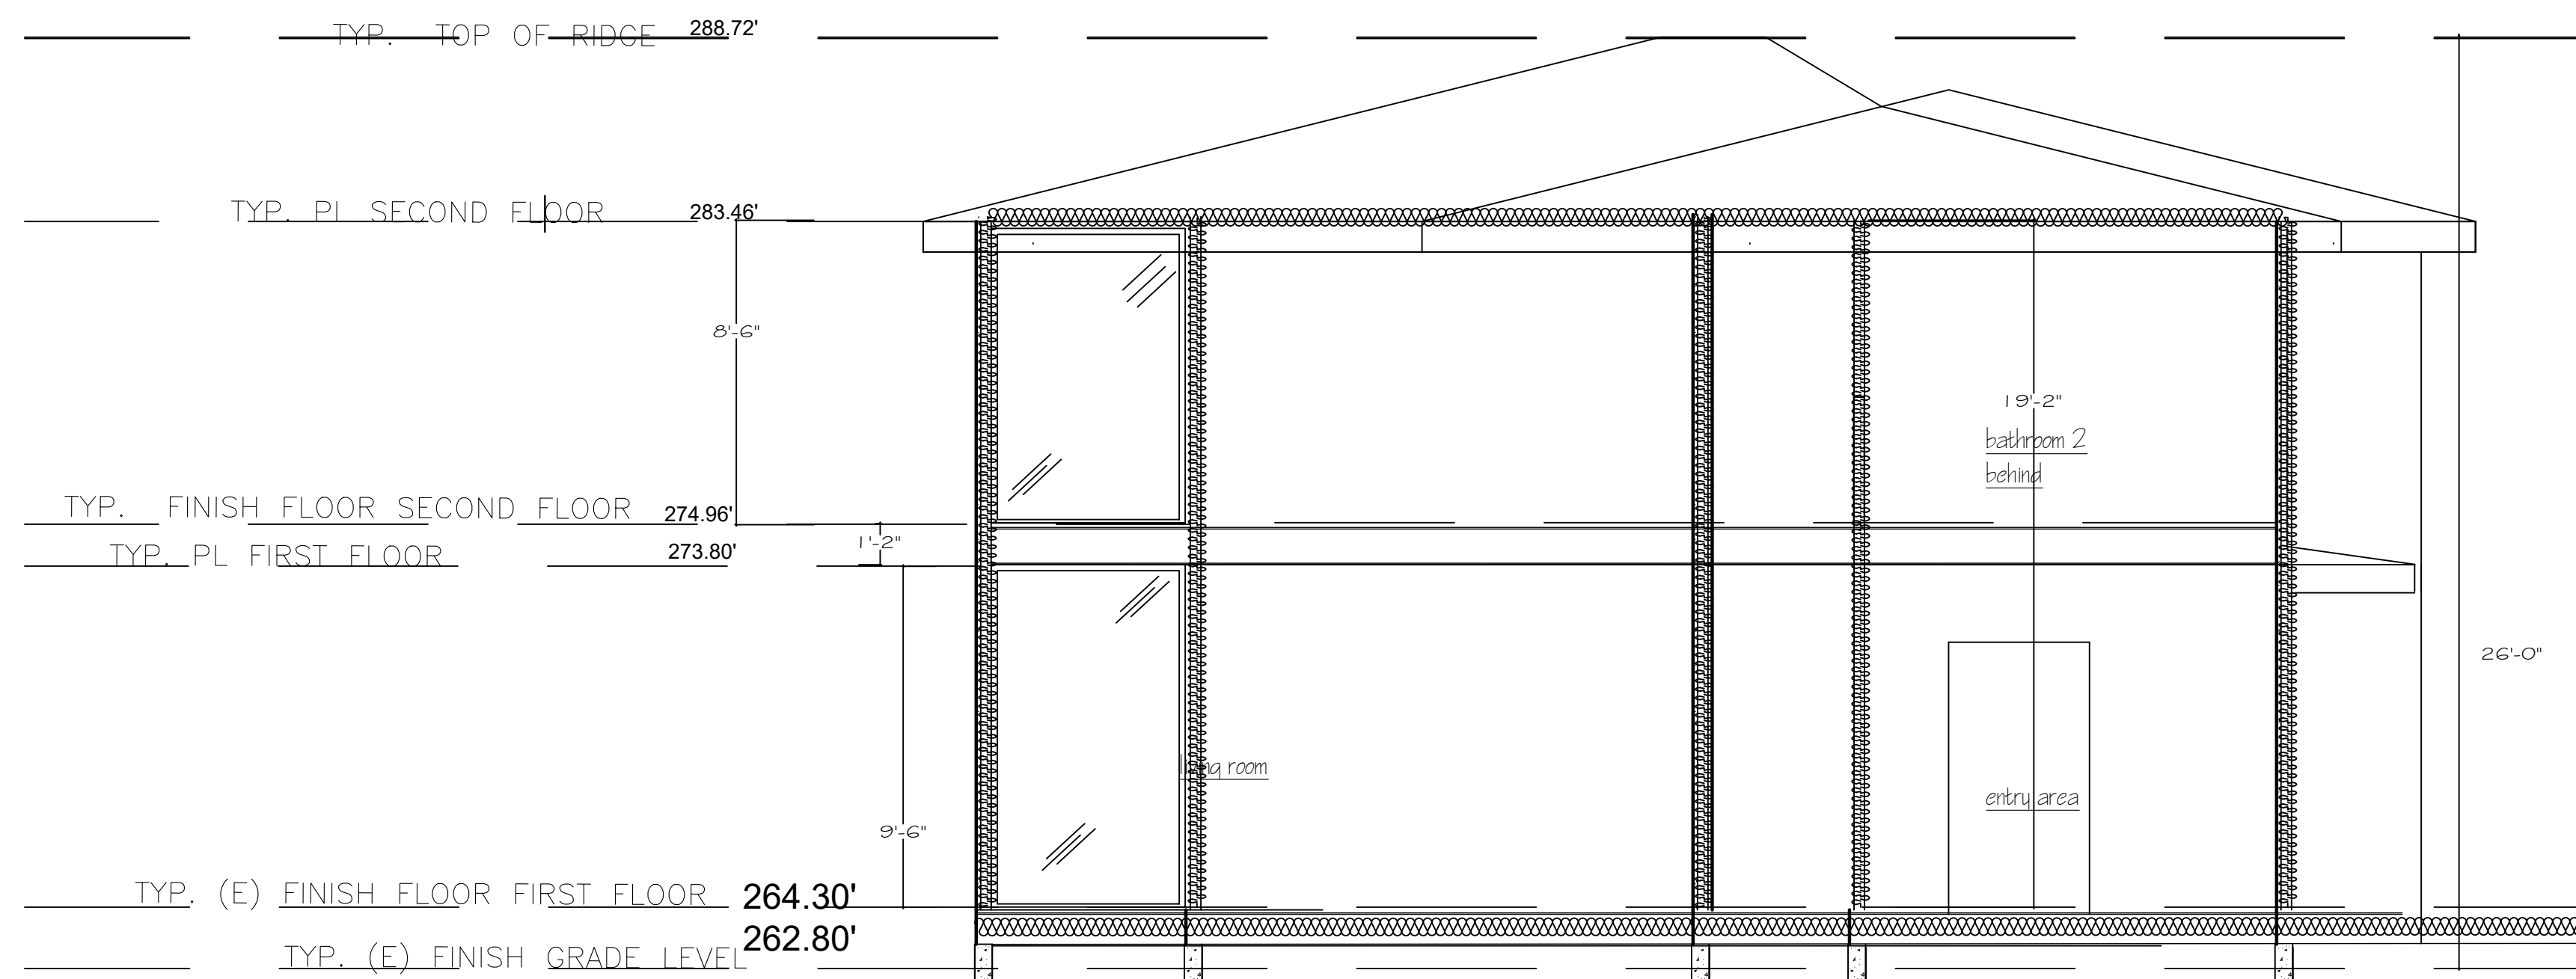 TYP. TOP OF RIDGE 288.72'
TYP. PL SECOND FLOOR 283.46'
8'-6"
19'-2"
bathroom 2
behind
TYP. FINISH FLOOR SECOND FLOOR 274.96'
1'-2"
TYP. PL FIRST FLOOR 273.80'
26'-0"
living room
entry area
9'-6"
TYP. (E) FINISH FLOOR FIRST FLOOR 264.30'
TYP. (E) FINISH GRADE LEVEL 262.80'